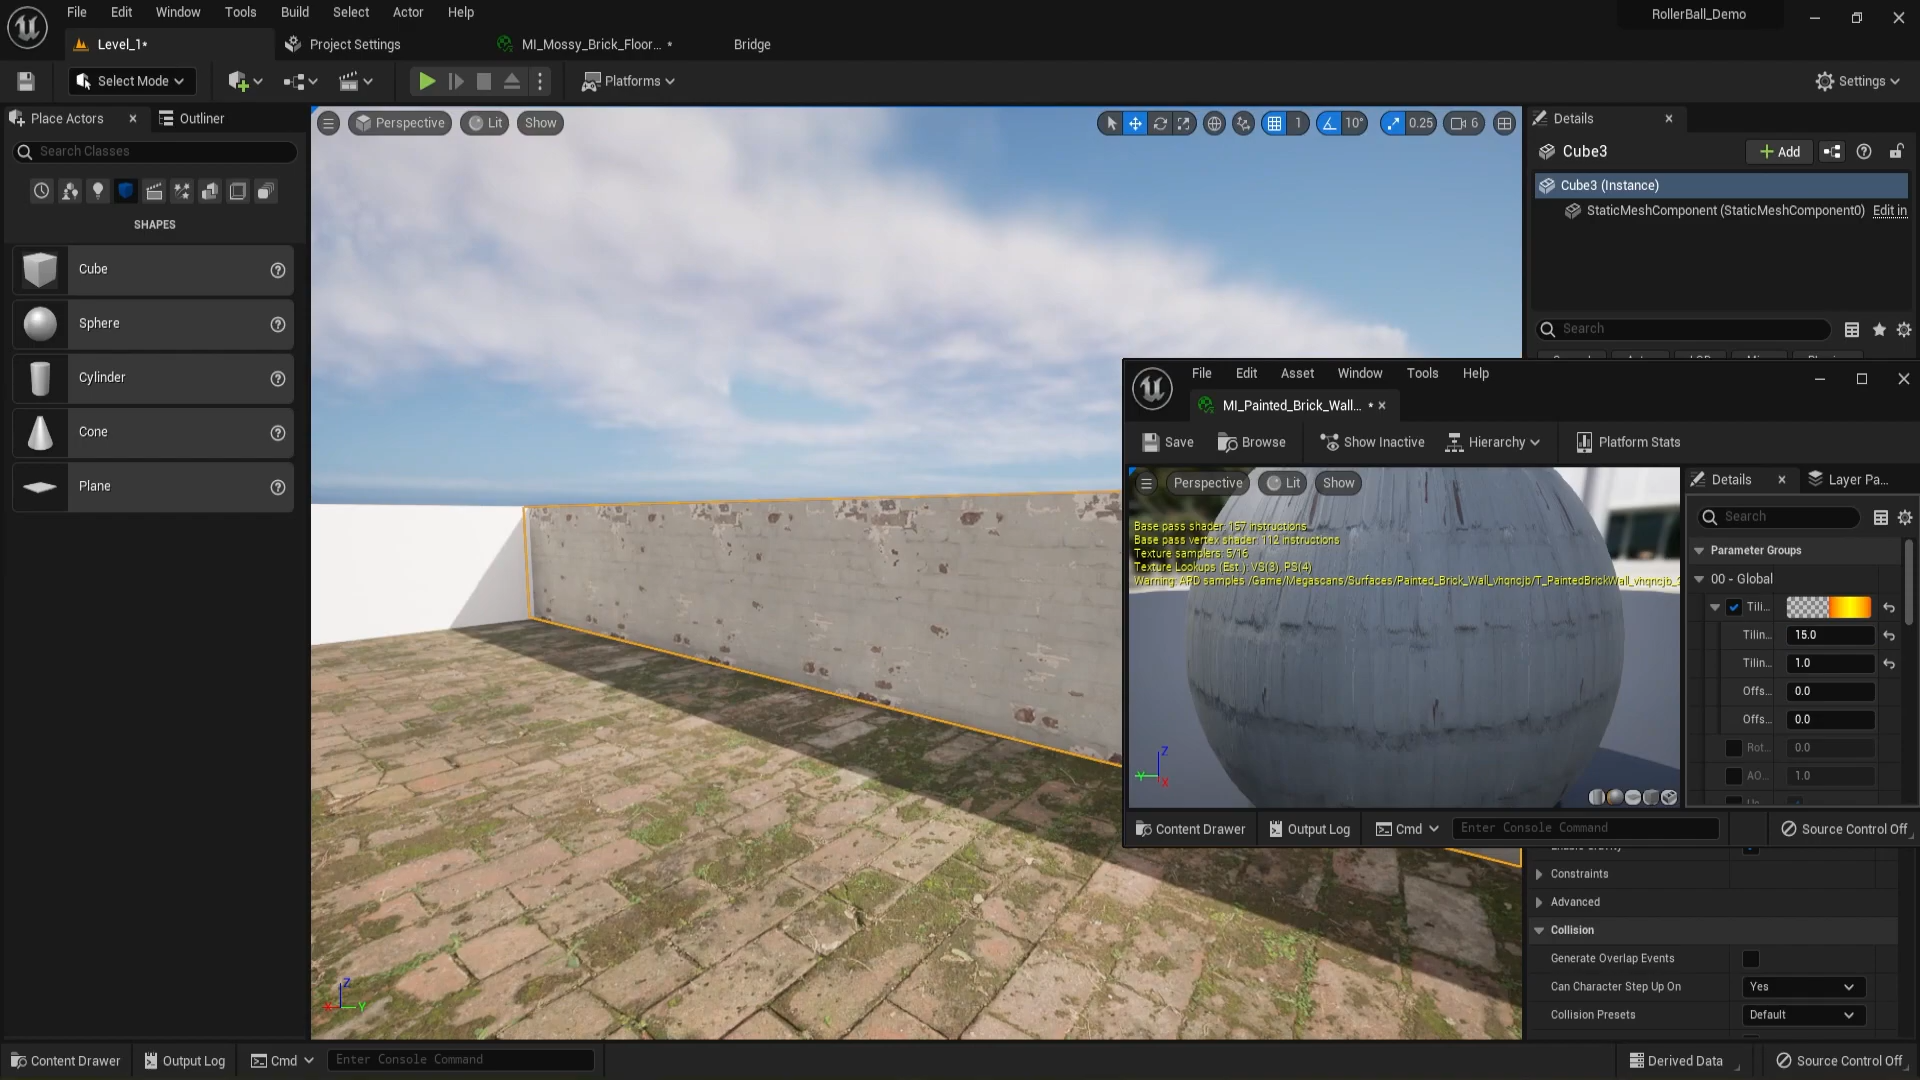 File Edit Window Tools Build Select Actor Help
RollerBall_Demo
Level_1*
Project Settings
MI_Mossy_Brick_Floor... *
Bridge
Select Mode
Platforms
Settings
Place Actors
Outliner
Search Classes
SHAPES
Cube
Sphere
Cylinder
Cone
Plane
Perspective
Lit
Show
1
10°
0.25
6
Details
Cube3
+ Add
Cube3 (Instance)
StaticMeshComponent (StaticMeshComponent0) Edit in
Search
File Edit Asset Window Tools Help
MI_Painted_Brick_Wall... *
Save
Browse
Show Inactive
Hierarchy
Platform Stats
Perspective
Lit
Show
Base pass shader: 157 instructions
Base pass vertex shader: 112 instructions
Texture samplers: 5/16
Texture Lookups (Est.): VS(3), PS(4)
Details
Layer Pa...
Search
Parameter Groups
00 - Global
Tili...
Tilin... 15.0
Tilin... 1.0
Offs... 0.0
Offs... 0.0
Rot... 0.0
AO... 1.0
Z
Y
X
Content Drawer
Output Log
Cmd
Enter Console Command
Source Control Off
Constraints
Advanced
Collision
Generate Overlap Events
Can Character Step Up On Yes
Collision Presets Default
Z
X
Y
Content Drawer
Output Log
Cmd
Enter Console Command
Derived Data
Source Control Off